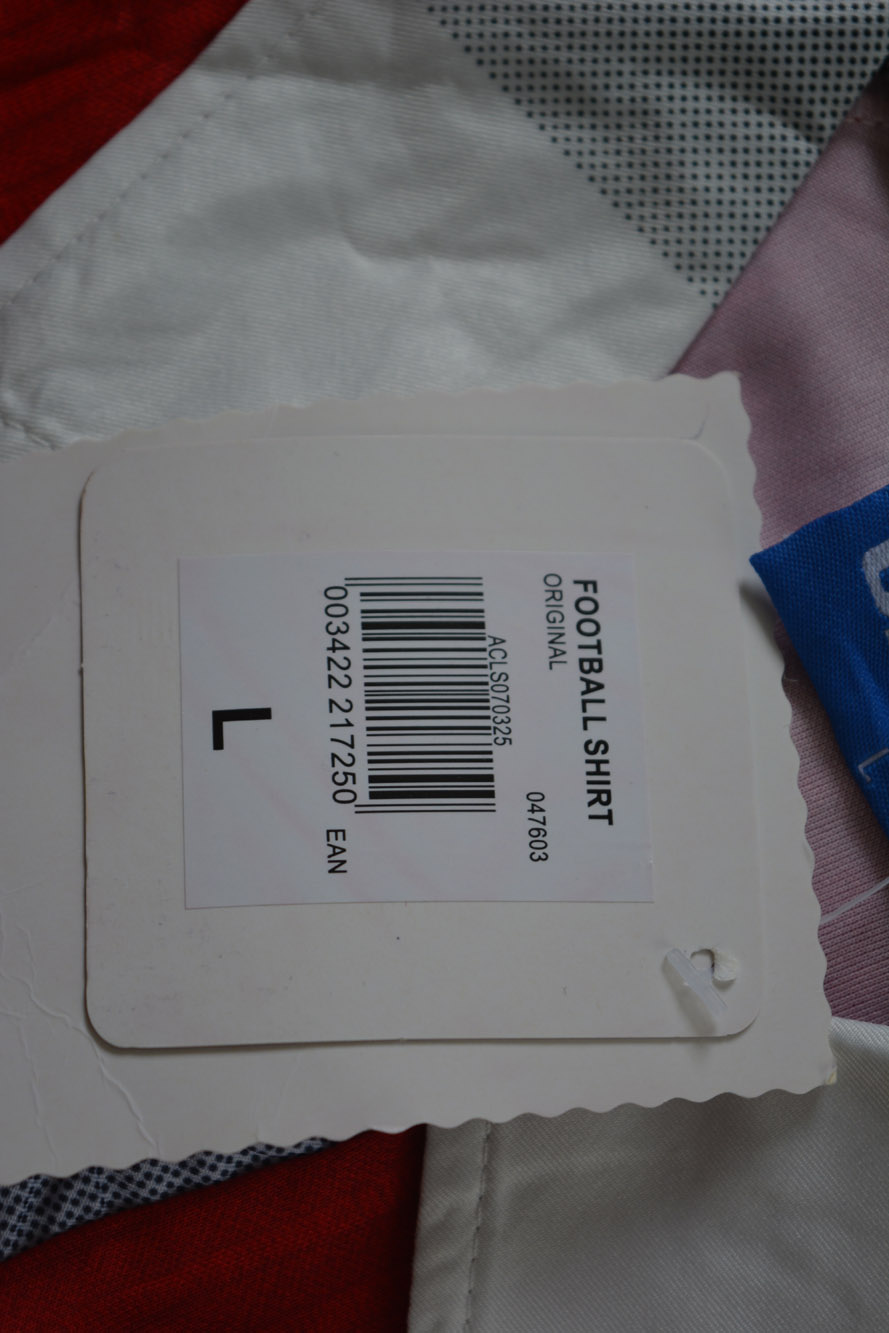 FOOTBALL SHIRT
ORIGINAL 047603
ACLS070325
003422 217250 EAN
L
L